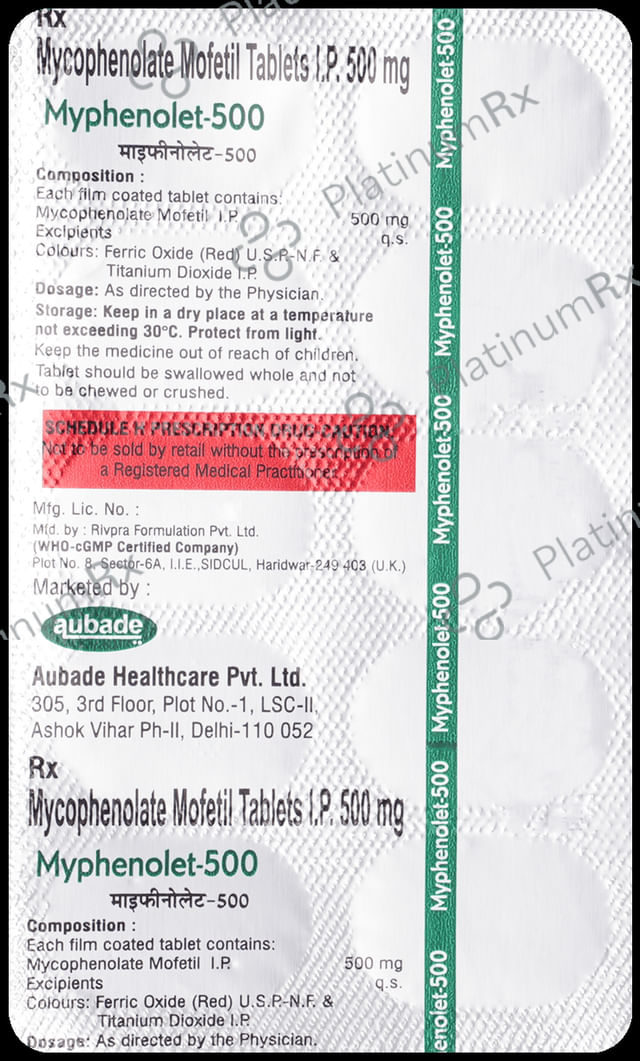 Rx
Mycophenolate Mofetil Tablets I.P. 500 mg
Myphenolet-500
माइफीनोलेट-500
Composition :
Each film coated tablet contains:
Mycophenolate Mofetil I.P. 500 mg
Excipients q.s.
Colours: Ferric Oxide (Red) U.S.P.-N.F. &
Titanium Dioxide I.P.
Dosage: As directed by the Physician.
Storage: Keep in a dry place at a temperature
not exceeding 30°C. Protect from light.
Keep the medicine out of reach of children.
Tablet should be swallowed whole and not
to be chewed or crushed.
SCHEDULE H PRESCRIPTION DRUG-CAUTION
Not to be sold by retail without the prescription of
a Registered Medical Practitioner
Mfg. Lic. No. :
Mfd. by : Rivpra Formulation Pvt. Ltd.
(WHO-cGMP Certified Company)
Plot No. 8, Sector-6A, I.I.E.,SIDCUL, Haridwar-249 403 (U.K.)
Marketed by :
aubade
Aubade Healthcare Pvt. Ltd.
305, 3rd Floor, Plot No.-1, LSC-II,
Ashok Vihar Ph-II, Delhi-110 052
Rx
Mycophenolate Mofetil Tablets I.P. 500 mg
Myphenolet-500
माइफीनोलेट-500
Composition :
Each film coated tablet contains:
Mycophenolate Mofetil I.P. 500 mg
Excipients q.s.
Colours: Ferric Oxide (Red) U.S.P.-N.F. &
Titanium Dioxide I.P.
Dosage: As directed by the Physician.
Myphenolet-500
Myphenolet-500
Myphenolet-500
Myphenolet-500
Myphenolet-500
enolet-500
PlatinumRx
PlatinumRx
Rx
Platin
inumRx